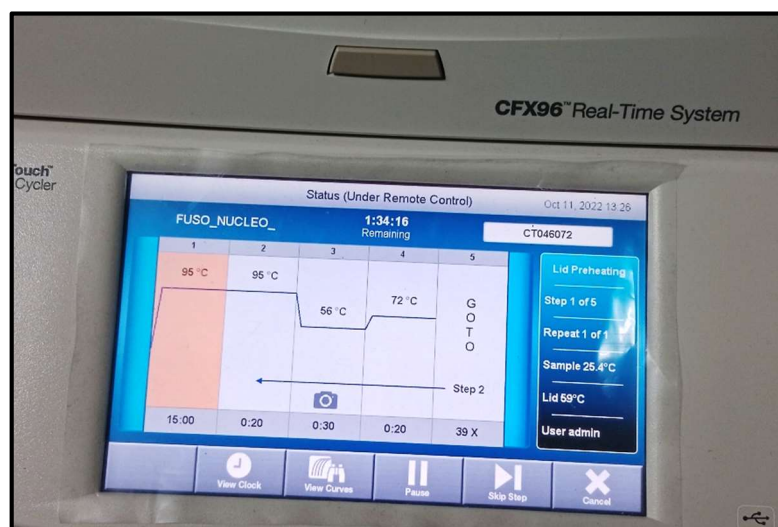 CFX96™ Real-Time System
ouch™
Cycler
Status (Under Remote Control)
Oct 11, 2022 13:26
FUSO_NUCLEO_
1:34:16
Remaining
CT046072
1 2 3 4 5
95 °C 95 °C 56 °C 72 °C GOTO
Step 2
15:00 0:20 0:30 0:20 39 X
Lid Preheating
Step 1 of 5
Repeat 1 of 1
Sample 25.4°C
Lid 59°C
User admin
View Clock
View Curves
Pause
Skip Step
Cancel